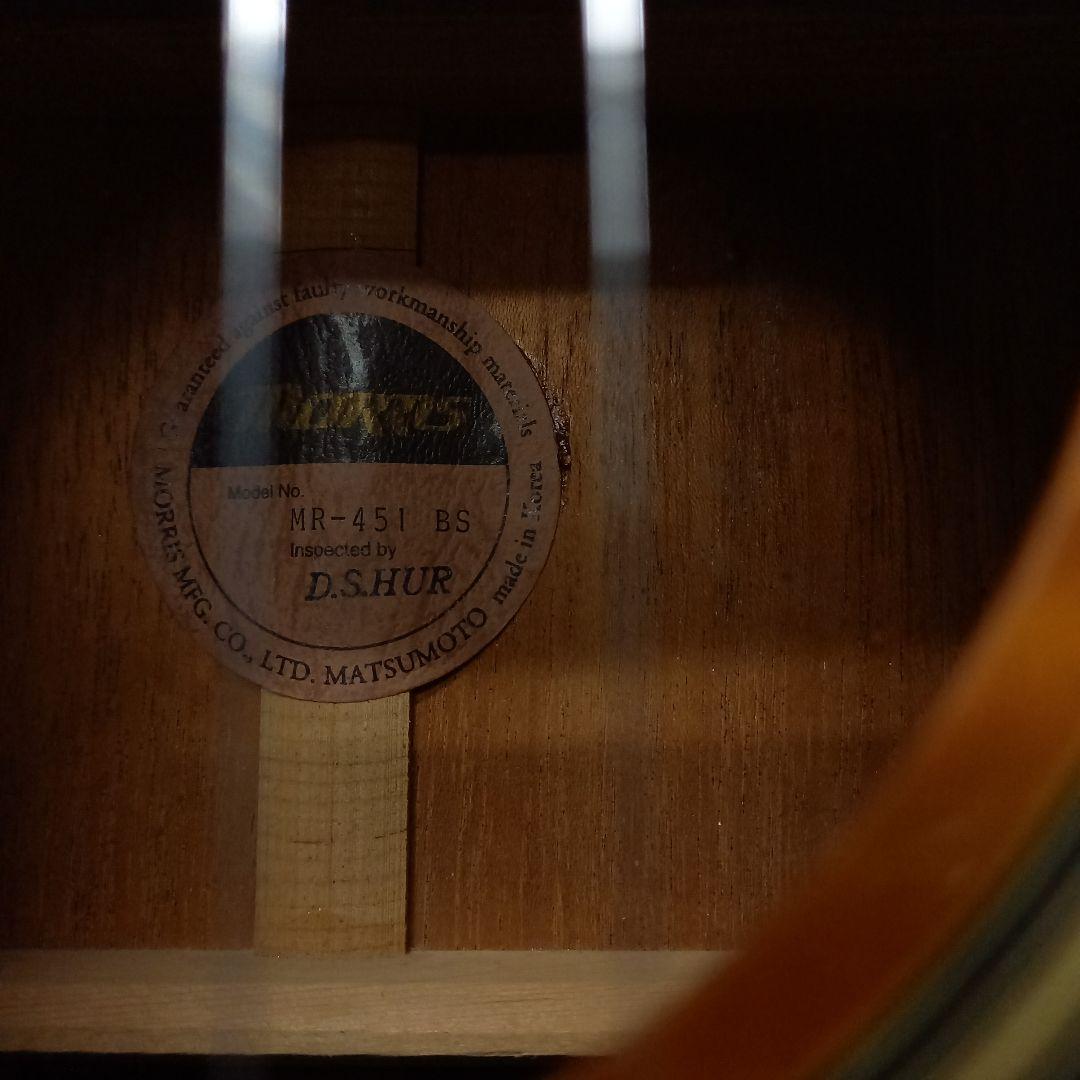 Guaranteed against faulty workmanship materials
Morris
Model No.
MR-451 BS
Inspected by
D.S.HUR
MORRIS MFG. CO., LTD. MATSUMOTO made in Korea